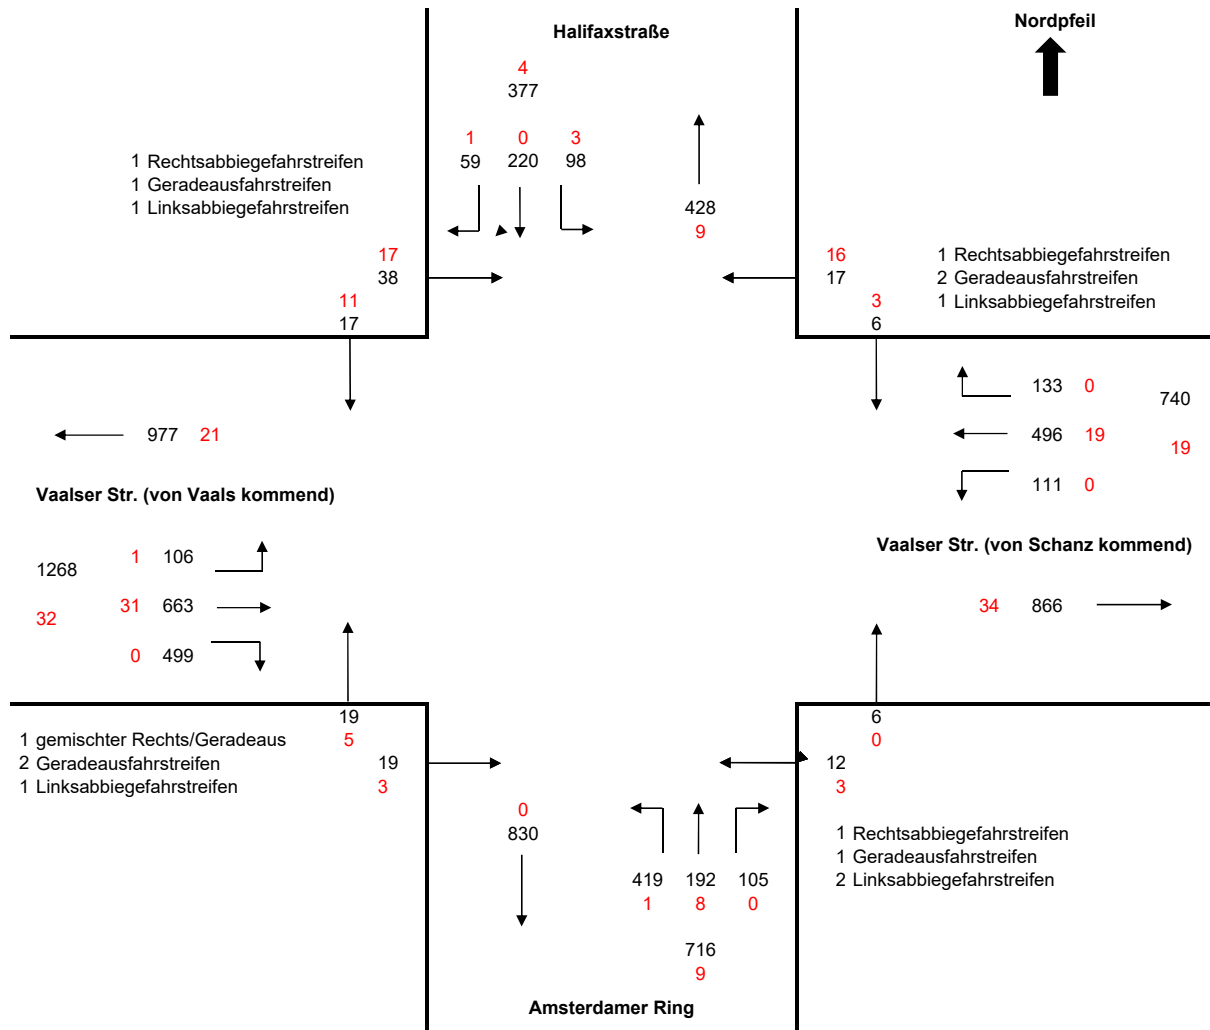 Halifaxstraße
Nordpfeil
4
377
1 0 3
59 220 98
1 Rechtsabbiegefahrstreifen
1 Geradeausfahrstreifen
1 Linksabbiegefahrstreifen
428
9
17
38
11
17
16
17
3
6
1 Rechtsabbiegefahrstreifen
2 Geradeausfahrstreifen
1 Linksabbiegefahrstreifen
133 0
740
496 19
19
111 0
977 21
Vaalser Str. (von Vaals kommend)
Vaalser Str. (von Schanz kommend)
1 106
1268
31 663
32
0 499
34 866
19
5
19
3
1 gemischter Rechts/Geradeaus
2 Geradeausfahrstreifen
1 Linksabbiegefahrstreifen
6
0
12
3
0
830
419 192 105
1 8 0
716
9
1 Rechtsabbiegefahrstreifen
1 Geradeausfahrstreifen
2 Linksabbiegefahrstreifen
Amsterdamer Ring